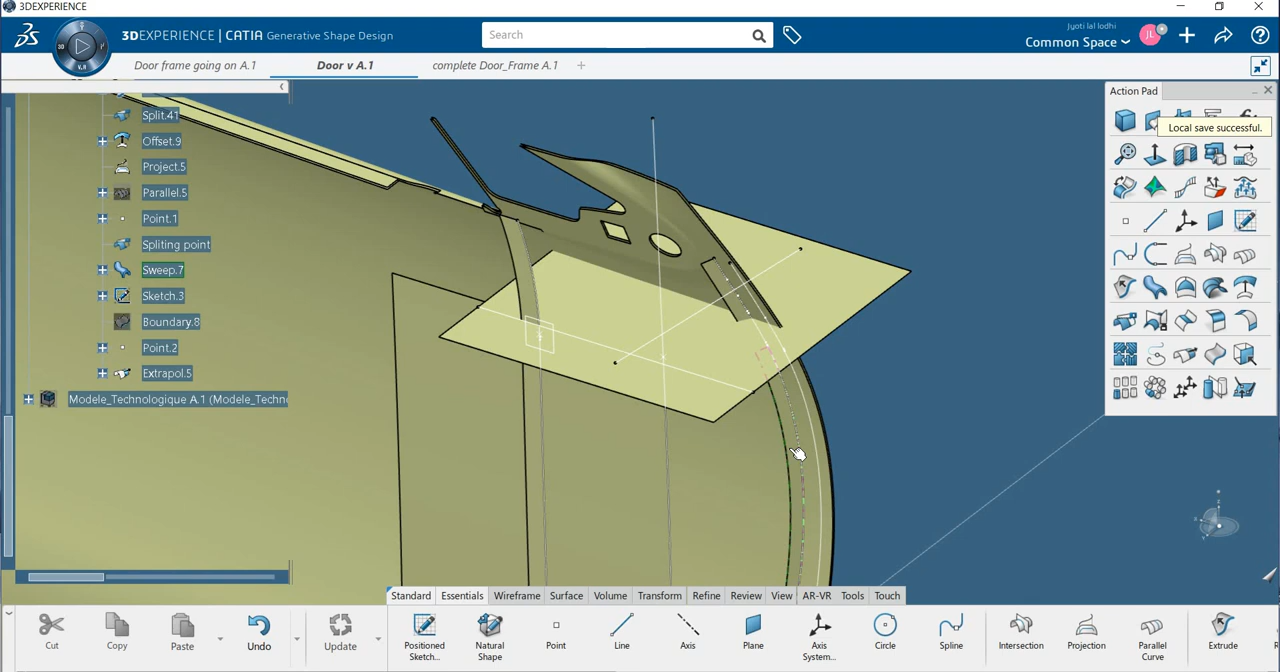 3DEXPERIENCE
3DEXPERIENCE | CATIA Generative Shape Design
Search
Jyoti lal lodhi
Common Space
JL
3D
V.R
Door frame going on A.1
Door v A.1
complete Door_Frame A.1
Action Pad
Local save successful.
Split.41
Offset.9
Project.5
Parallel.5
Point.1
Spliting point
Sweep.7
Sketch.3
Boundary.8
Point.2
Extrapol.5
Modele_Technologique A.1 (Modele_Techn
Standard Essentials Wireframe Surface Volume Transform Refine Review View AR-VR Tools Touch
Cut
Copy
Paste
Undo
Update
Positioned Sketch...
Natural Shape
Point
Line
Axis
Plane
Axis System...
Circle
Spline
Intersection
Projection
Parallel Curve
Extrude